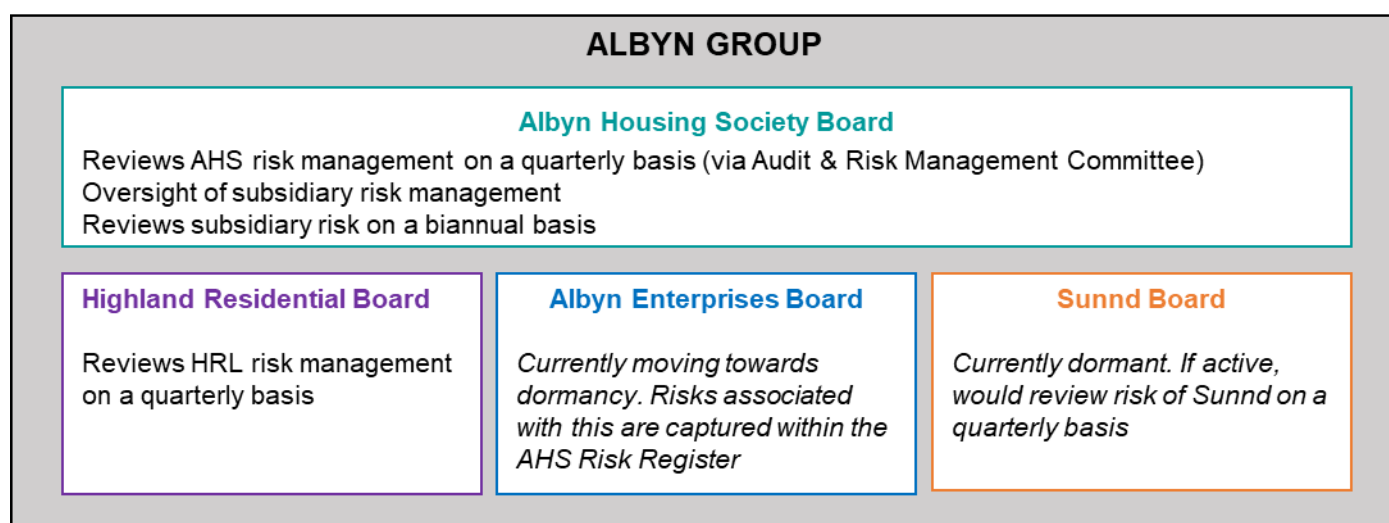 ALBYN GROUP
Albyn Housing Society Board
Reviews AHS risk management on a quarterly basis (via Audit & Risk Management Committee)
Oversight of subsidiary risk management
Reviews subsidiary risk on a biannual basis
Highland Residential Board
Reviews HRL risk management
on a quarterly basis
Albyn Enterprises Board
Currently moving towards
dormancy. Risks associated
with this are captured within the
AHS Risk Register
Sunnd Board
Currently dormant. If active,
would review risk of Sunnd on a
quarterly basis